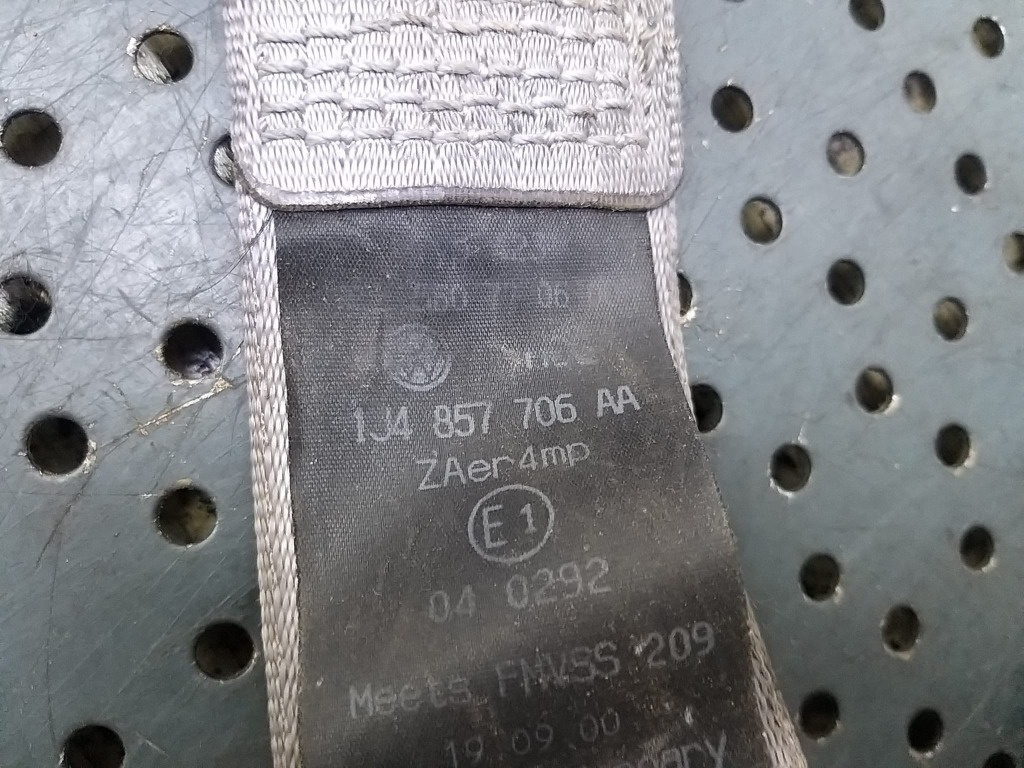 1J4 857 706 AA
ZAer4mp
E1
04 0292
Meets FMVSS 209
19.09.00